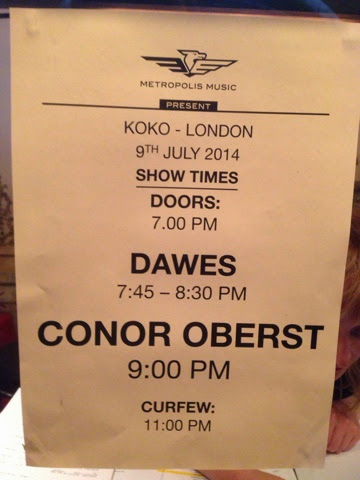 METROPOLIS MUSIC
PRESENT
KOKO - LONDON
9TH JULY 2014
SHOW TIMES
DOORS:
7.00 PM
DAWES
7:45 – 8:30 PM
CONOR OBERST
9:00 PM
CURFEW:
11:00 PM